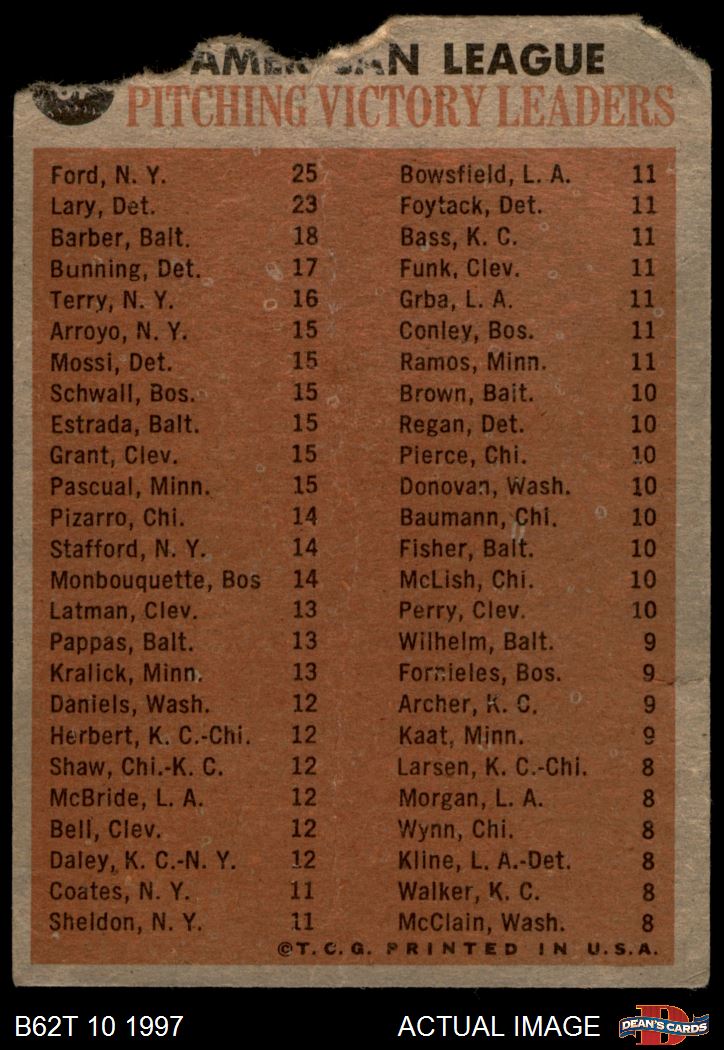 AMERICAN LEAGUE
PITCHING VICTORY LEADERS
Ford, N. Y. 25
Lary, Det. 23
Barber, Balt. 18
Bunning, Det. 17
Terry, N. Y. 16
Arroyo, N. Y. 15
Mossi, Det. 15
Schwall, Bos. 15
Estrada, Balt. 15
Grant, Clev. 15
Pascual, Minn. 15
Pizarro, Chi. 14
Stafford, N. Y. 14
Monbouquette, Bos 14
Latman, Clev. 13
Pappas, Balt. 13
Kralick, Minn. 13
Daniels, Wash. 12
Herbert, K. C.-Chi. 12
Shaw, Chi.-K. C. 12
McBride, L. A. 12
Bell, Clev. 12
Daley, K. C.-N. Y. 12
Coates, N. Y. 11
Sheldon, N. Y. 11
Bowsfield, L. A. 11
Foytack, Det. 11
Bass, K. C. 11
Funk, Clev. 11
Grba, L. A. 11
Conley, Bos. 11
Ramos, Minn. 11
Brown, Balt. 10
Regan, Det. 10
Pierce, Chi. 10
Donovan, Wash. 10
Baumann, Chi. 10
Fisher, Balt. 10
McLish, Chi. 10
Perry, Clev. 10
Wilhelm, Balt. 9
Fornieles, Bos. 9
Archer, K. C. 9
Kaat, Minn. 9
Larsen, K. C.-Chi. 8
Morgan, L. A. 8
Wynn, Chi. 8
Kline, L. A.-Det. 8
Walker, K. C. 8
McClain, Wash. 8
©T. C. G. PRINTED IN U.S.A.
B62T 10 1997
ACTUAL IMAGE
D
DEAN'S CARDS